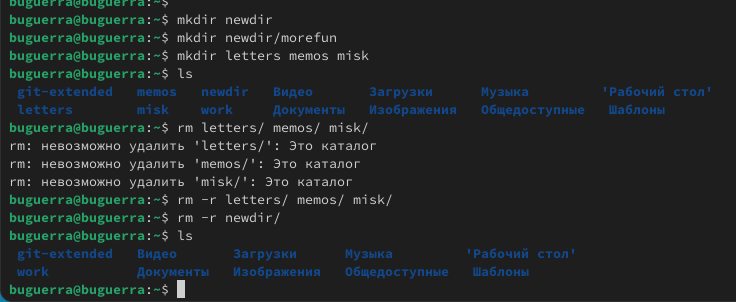 buguerra@buguerra:~$
buguerra@buguerra:~$ mkdir newdir
buguerra@buguerra:~$ mkdir newdir/morefun
buguerra@buguerra:~$ mkdir letters memos misk
buguerra@buguerra:~$ ls
git-extended memos newdir Видео Загрузки Музыка 'Рабочий стол'
letters misk work Документы Изображения Общедоступные Шаблоны
buguerra@buguerra:~$ rm letters/ memos/ misk/
rm: невозможно удалить 'letters/': Это каталог
rm: невозможно удалить 'memos/': Это каталог
rm: невозможно удалить 'misk/': Это каталог
buguerra@buguerra:~$ rm -r letters/ memos/ misk/
buguerra@buguerra:~$ rm -r newdir/
buguerra@buguerra:~$ ls
git-extended Видео Загрузки Музыка 'Рабочий стол'
work Документы Изображения Общедоступные Шаблоны
buguerra@buguerra:~$